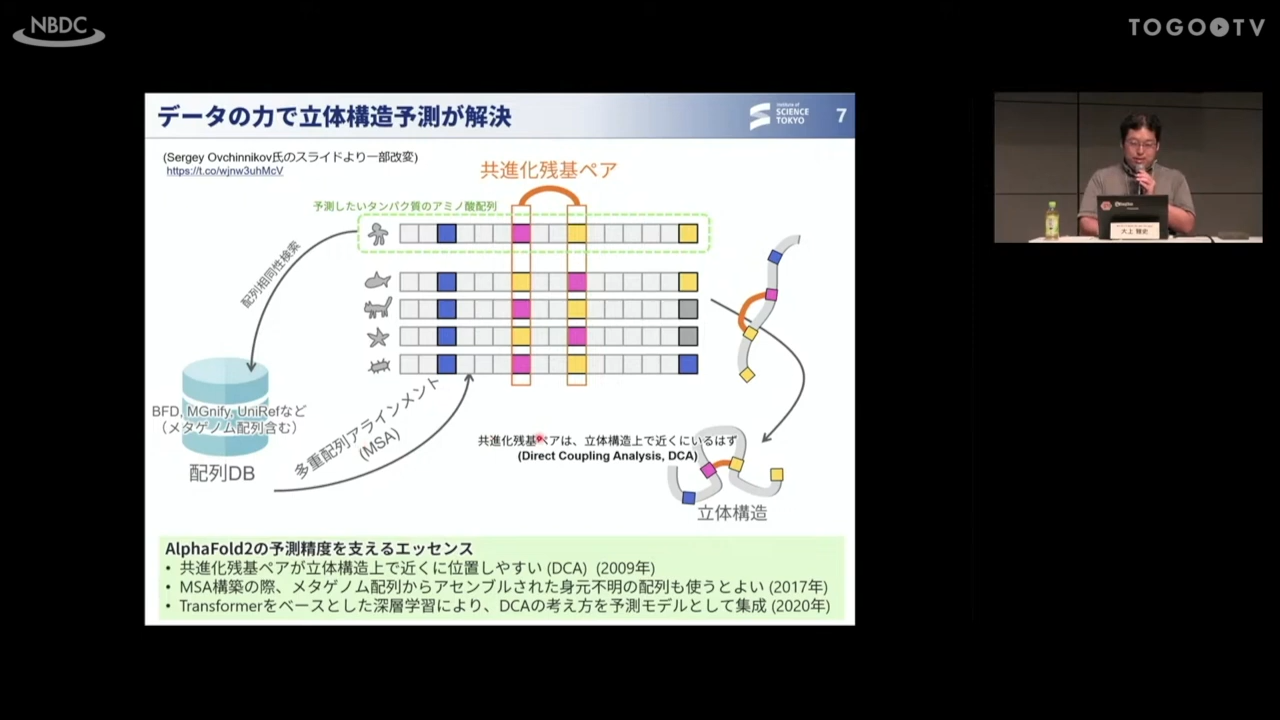 NBDC
TOGOTV
データの力で立体構造予測が解決
Institute of
SCIENCE
TOKYO
7
(Sergey Ovchinnikov氏のスライドより一部改変)
https://t.co/wjnw3uhMcV
共進化残基ペア
予測したいタンパク質のアミノ酸配列
配列相同性検索
BFD, MGnify, UniRefなど
（メタゲノム配列含む）
配列DB
多重配列アラインメント
(MSA)
共進化残基ペアは、立体構造上で近くにいるはず
(Direct Coupling Analysis, DCA)
立体構造
AlphaFold2の予測精度を支えるエッセンス
• 共進化残基ペアが立体構造上で近くに位置しやすい (DCA) (2009年)
• MSA構築の際、メタゲノム配列からアセンブルされた身元不明の配列も使うとよい (2017年)
• Transformerをベースとした深層学習により、DCAの考え方を予測モデルとして集成 (2020年)
大上 雅史